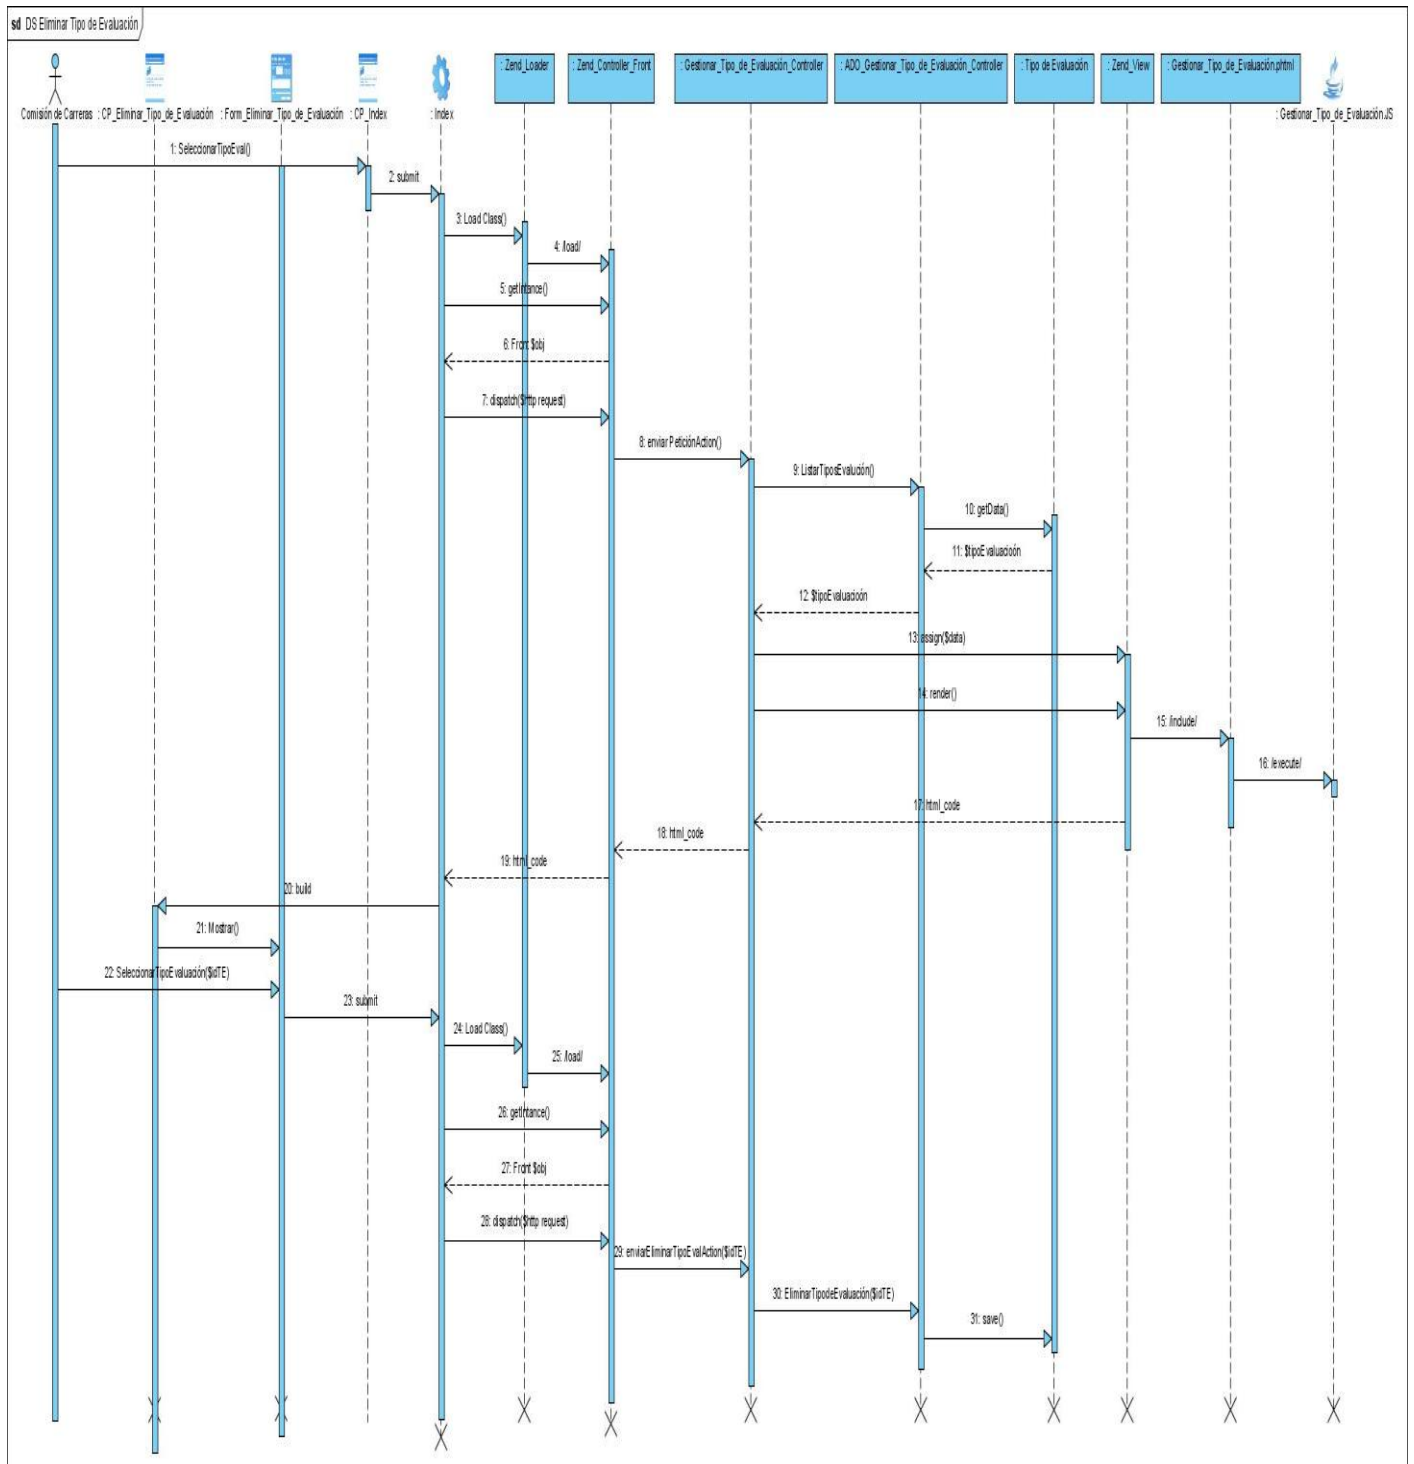 sd DS Eliminar Tipo de Evaluación
Comisión de Carreras
: CP_Eliminar_Tipo_de_Evaluación
: Form_Eliminar_Tipo_de_Evaluación
: CP_Index
: Index
: Zend_Loader
: Zend_Controller_Front
: Gestionar_Tipo_de_Evaluación_Controller
: ADO_Gestionar_Tipo_de_Evaluación_Controller
: Tipo de Evaluación
: Zend_View
: Gestionar_Tipo_de_Evaluación.phtml
: Gestionar_Tipo_de_Evaluación.JS
1: SeleccionarTipoEval()
2: submit
3: Load Class()
4: /load/
5: getIntance()
6: Front $obj
7: dispatch($http request)
8: enviar PeticiónAction()
9: ListarTiposEvalución()
10: getData()
11: $tipoEvaluacioón
12: $tipoEvaluacioón
13: assign($data)
14: render()
15: /include/
16: /execute/
17: html_code
18: html_code
19: html_code
20: build
21: Mostrar()
22: SeleccionarTipoEvaluación($idTE)
23: submit
24: Load Class()
25: /load/
26: getIntance()
27: Front $obj
28: dispatch($http request)
29: enviarEliminarTipoEvalAction($idTE)
30: EliminarTipodeEvaluación($idTE)
31: save()